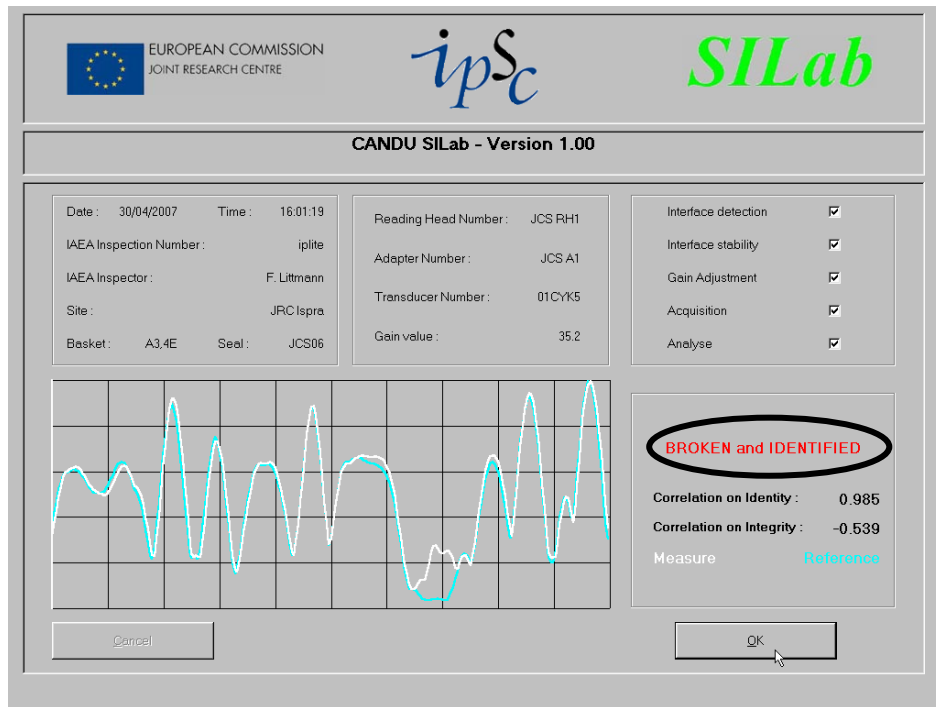 EUROPEAN COMMISSION
JOINT RESEARCH CENTRE
ipsc
SILab
CANDU SILab - Version 1.00
Date : 30/04/2007 Time : 16:01:19
IAEA Inspection Number : iplite
IAEA Inspector : F. Littmann
Site : JRC Ispra
Basket : A3,4E Seal : JCS06
Reading Head Number : JCS RH1
Adapter Number : JCS A1
Transducer Number : 01CYK5
Gain value : 35.2
Interface detection
Interface stability
Gain Adjustment
Acquisition
Analyse
BROKEN and IDENTIFIED
Correlation on Identity : 0.985
Correlation on Integrity : -0.539
Measure Reference
Cancel
OK